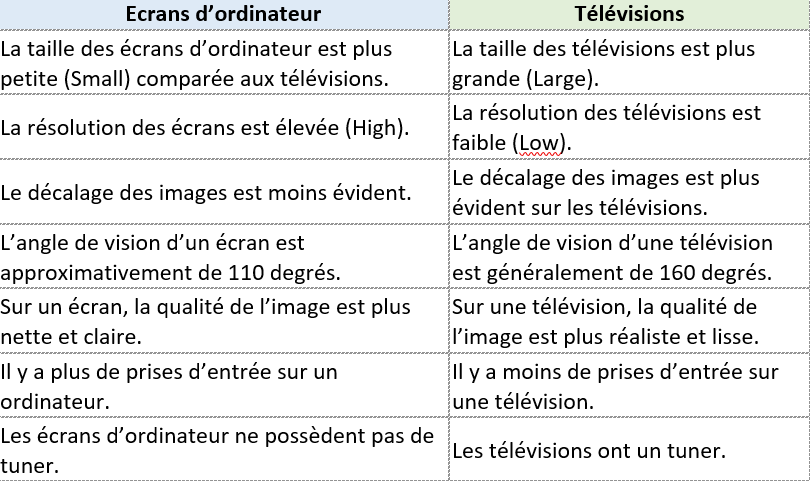 Ecrans d’ordinateur
Télévisions
La taille des écrans d’ordinateur est plus
petite (Small) comparée aux télévisions.
La taille des télévisions est plus
grande (Large).
La résolution des écrans est élevée (High).
La résolution des télévisions est
faible (Low).
Le décalage des images est moins évident.
Le décalage des images est plus
évident sur les télévisions.
L’angle de vision d’un écran est
approximativement de 110 degrés.
L’angle de vision d’une télévision
est généralement de 160 degrés.
Sur un écran, la qualité de l’image est plus
nette et claire.
Sur une télévision, la qualité de
l’image est plus réaliste et lisse.
Il y a plus de prises d’entrée sur un
ordinateur.
Il y a moins de prises d’entrée sur
une télévision.
Les écrans d’ordinateur ne possèdent pas de
tuner.
Les télévisions ont un tuner.